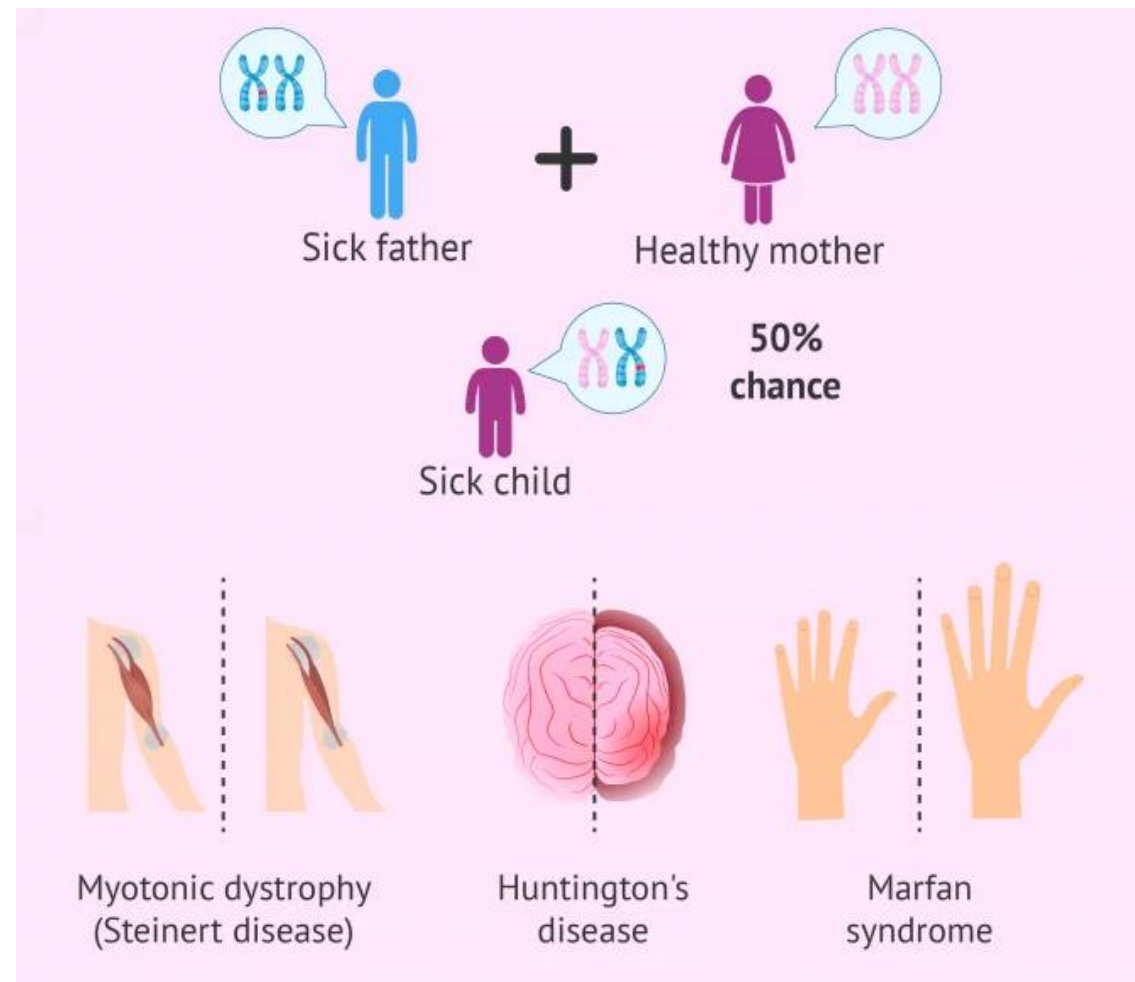 Sick father
Healthy mother
50%
chance
Sick child
Myotonic dystrophy
(Steinert disease)
Huntington's
disease
Marfan
syndrome